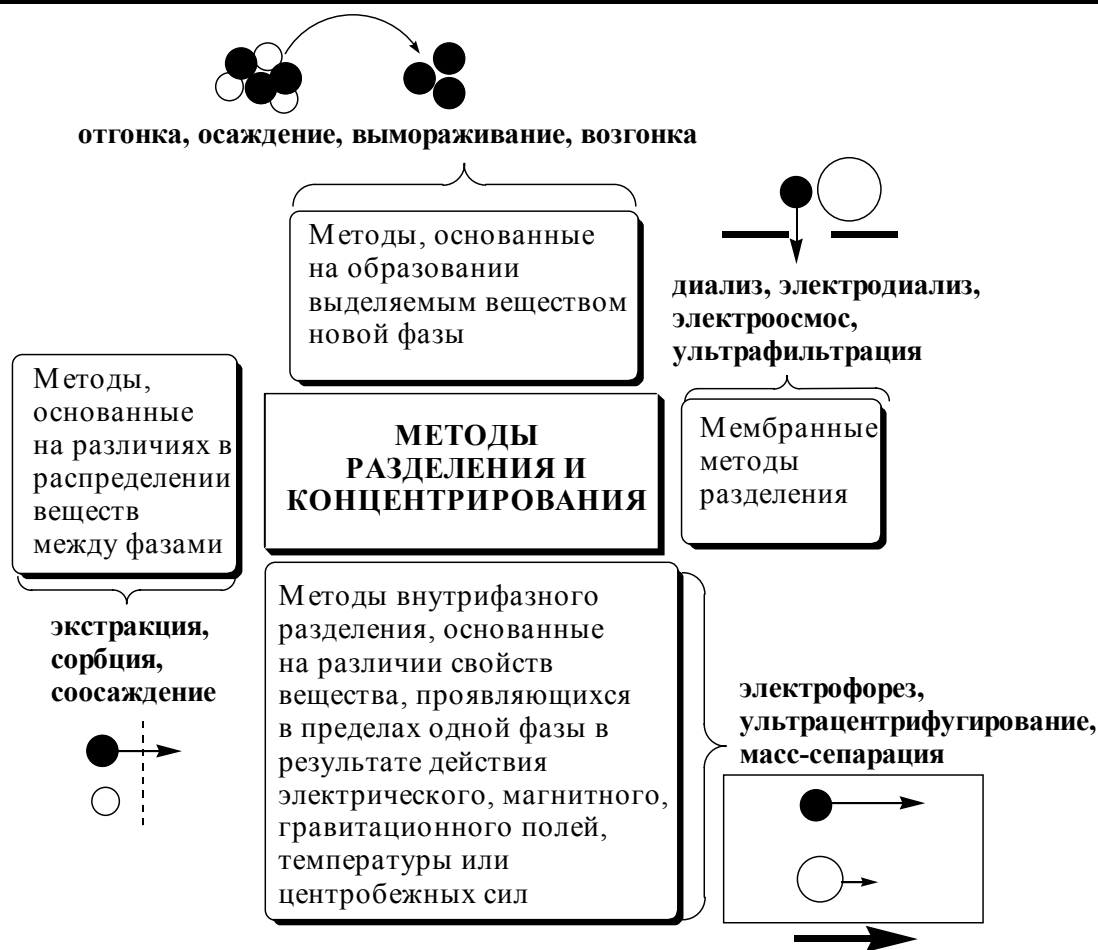 отгонка, осаждение, вымораживание, возгонка
Методы, основанные
на образовании
выделяемым веществом
новой фазы
диализ, электродиализ,
электроосмос,
ультрафильтрация
Методы,
основанные
на различиях в
распределении
веществ
между фазами
МЕТОДЫ
РАЗДЕЛЕНИЯ И
КОНЦЕНТРИРОВАНИЯ
Мембранные
методы
разделения
экстракция,
сорбция,
соосаждение
Методы внутрифазного
разделения, основанные
на различии свойств
вещества, проявляющихся
в пределах одной фазы в
результате действия
электрического, магнитного,
гравитационного полей,
температуры или
центробежных сил
электрофорез,
ультрацентрифугирование,
масс-сепарация